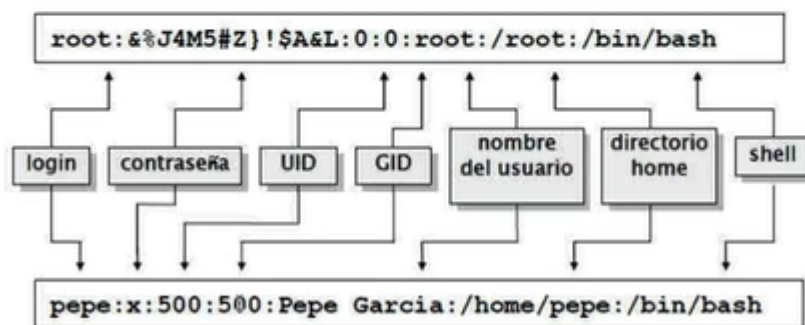 root:&%J4M5#Z}!$A&L:0:0:root:/root:/bin/bash
login
contraseña
UID
GID
nombre
del usuario
directorio
home
shell
pepe:x:500:500:Pepe Garcia:/home/pepe:/bin/bash